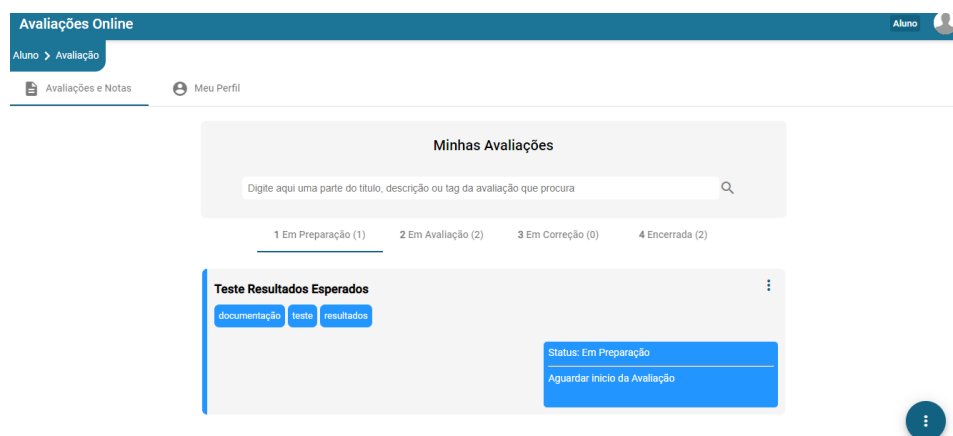 Avaliações Online
Aluno
Aluno > Avaliação
Avaliações e Notas
Meu Perfil
Minhas Avaliações
Digite aqui uma parte do título, descrição ou tag da avaliação que procura
1 Em Preparação (1)
2 Em Avaliação (2)
3 Em Correção (0)
4 Encerrada (2)
Teste Resultados Esperados
documentação teste resultados
Status: Em Preparação
Aguardar inicio da Avaliação